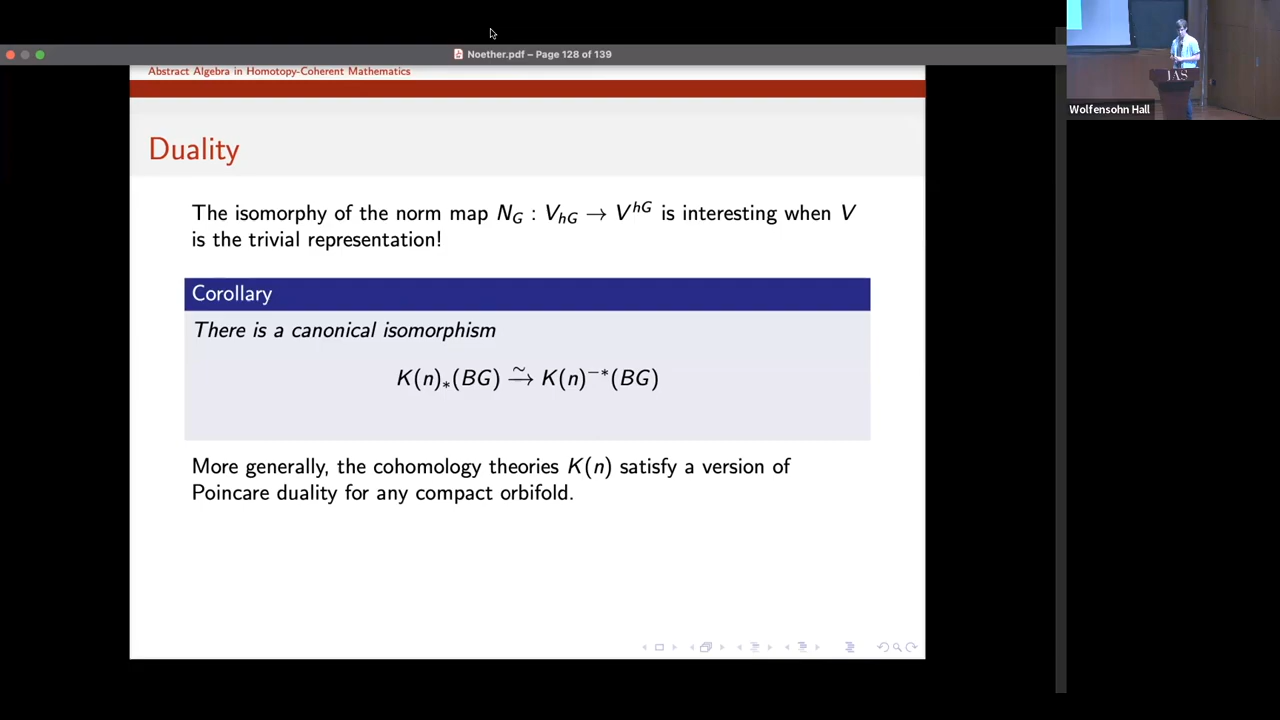 Noether.pdf – Page 128 of 139
Abstract Algebra in Homotopy-Coherent Mathematics
Duality
The isomorphy of the norm map N_G : V_{hG} → V^{hG} is interesting when V
is the trivial representation!
Corollary
There is a canonical isomorphism
K(n)_*(BG) ⥲ K(n)^{−*}(BG)
More generally, the cohomology theories K(n) satisfy a version of
Poincare duality for any compact orbifold.
IAS
Wolfensohn Hall